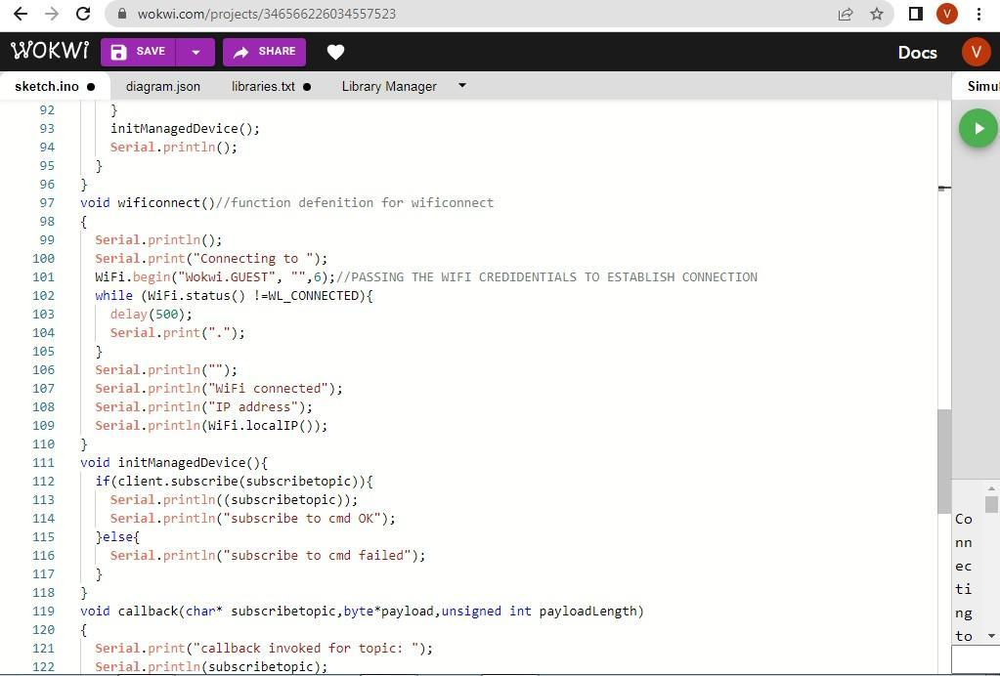 wokwi.com/projects/346566226034557523
V
WOKWi SAVE SHARE Docs V
sketch.ino ● diagram.json libraries.txt ● Library Manager Simul
92 }
93 initManagedDevice();
94 Serial.println();
95 }
96 }
97 void wificonnect()//function defenition for wificonnect
98 {
99 Serial.println();
100 Serial.print("Connecting to ");
101 WiFi.begin("Wokwi.GUEST", "",6);//PASSING THE WIFI CREDIDENTIALS TO ESTABLISH CONNECTION
102 while (WiFi.status() !=WL_CONNECTED){
103 delay(500);
104 Serial.print(".");
105 }
106 Serial.println("");
107 Serial.println("WiFi connected");
108 Serial.println("IP address");
109 Serial.println(WiFi.localIP());
110 }
111 void initManagedDevice(){
112 if(client.subscribe(subscribetopic)){
113 Serial.println((subscribetopic));
114 Serial.println("subscribe to cmd OK");
115 }else{
116 Serial.println("subscribe to cmd failed");
117 }
118 }
119 void callback(char* subscribetopic,byte*payload,unsigned int payloadLength)
120 {
121 Serial.print("callback invoked for topic: ");
122 Serial.println(subscribetopic);
Co
nn
ec
ti
ng
to